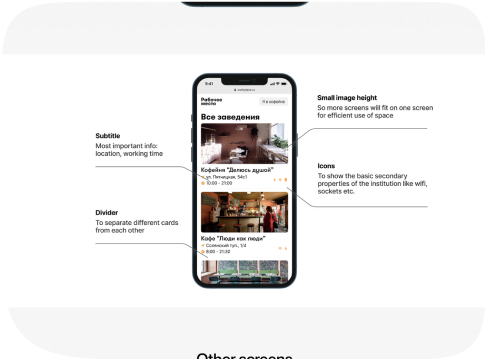 9:41
Рабочее
место
Я в кофейне
Все заведения
Кофейня "Делюсь душой"
ул. Пятницкая, 54с1
10:00 - 21:00
Кафе "Люди как люди"
Солянский туп., 1/4
8:00 - 21:30
Subtitle
Most important info:
location, working time
Divider
To separate different cards
from each other
Small image height
So more screens will fit on one screen
for efficient use of space
Icons
To show the basic secondary
properties of the institution like wifi,
sockets etc.
Other screens